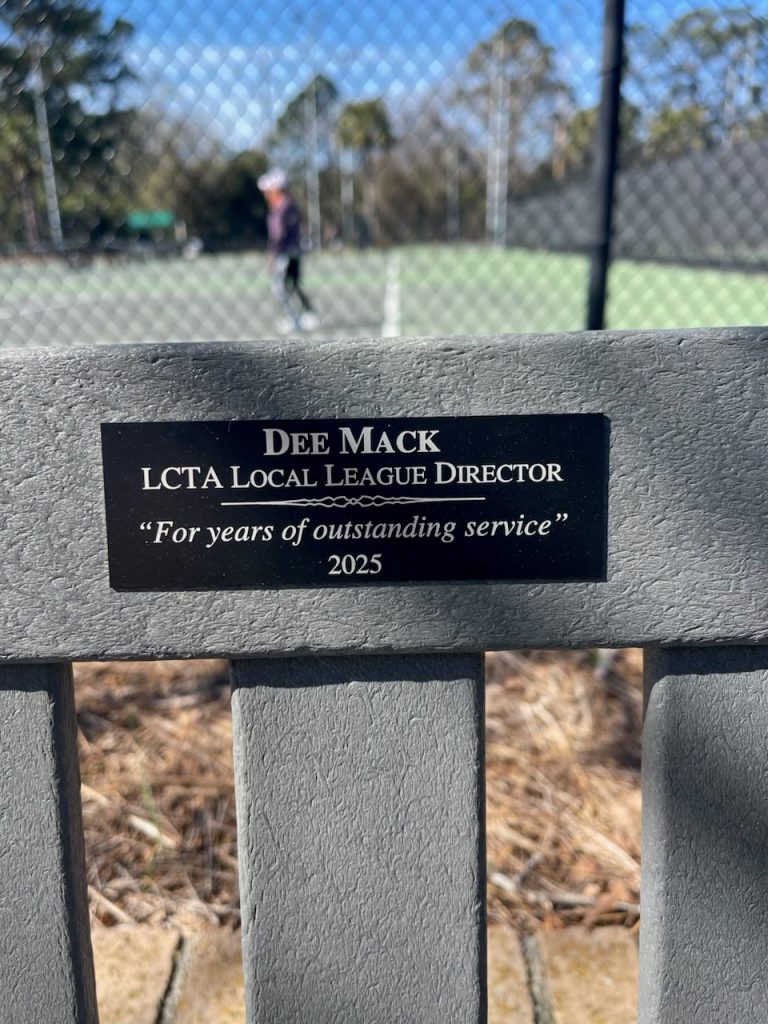 DEE MACK
LCTA LOCAL LEAGUE DIRECTOR
“For years of outstanding service”
2025